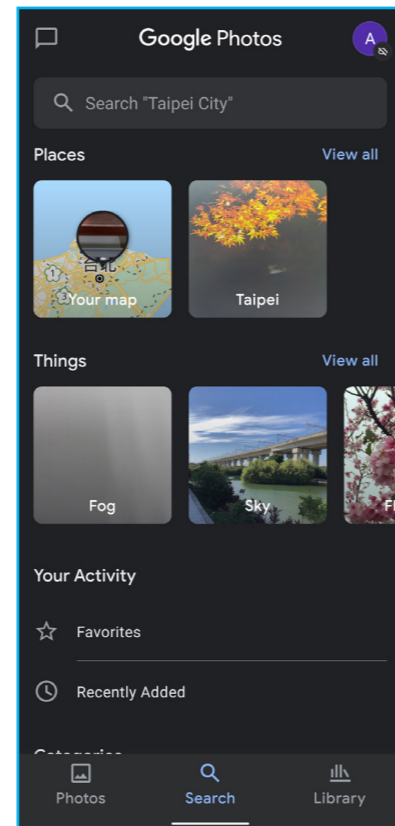 Google Photos
A
Search "Taipei City"
Places
View all
台北
Your map
Taipei
Things
View all
Fog
Sky
Your Activity
Favorites
Recently Added
Photos
Search
Library